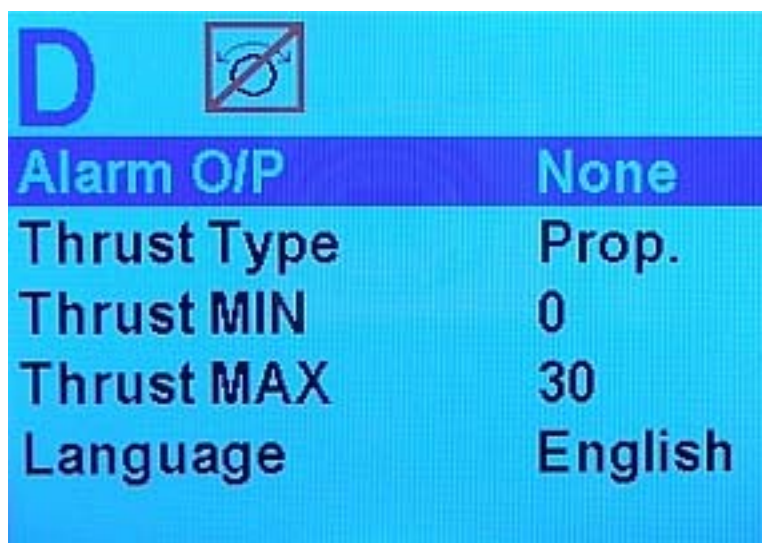 D
Alarm O/P None
Thrust Type Prop.
Thrust MIN 0
Thrust MAX 30
Language English